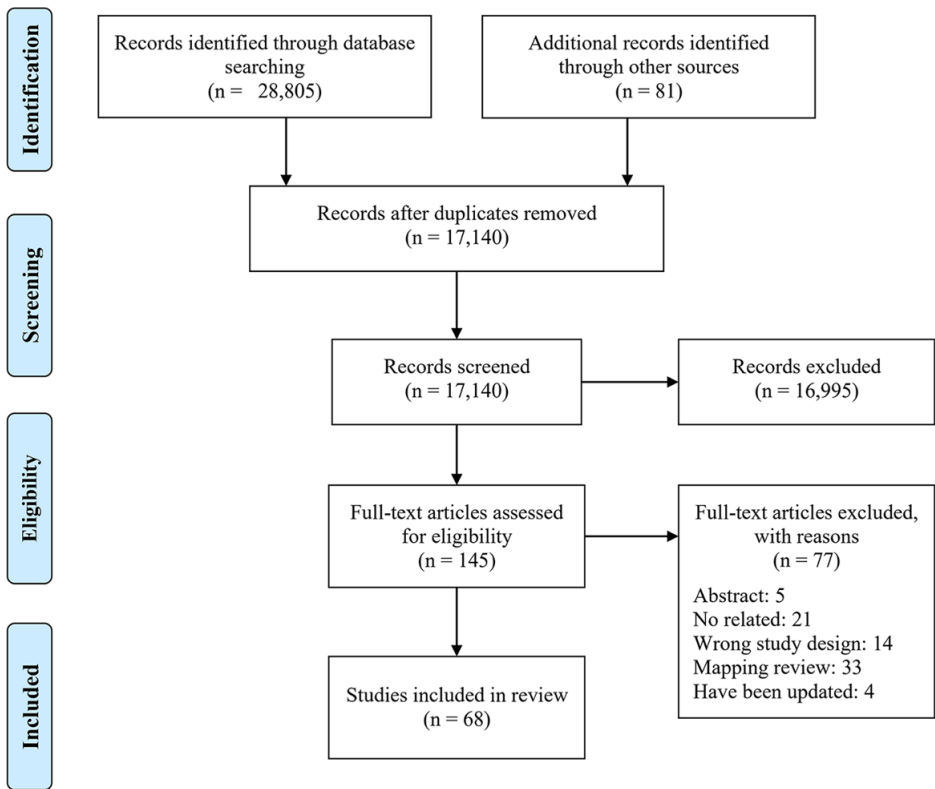 Identification
Records identified through database
searching
(n = 28,805)
Additional records identified
through other sources
(n = 81)
Screening
Records after duplicates removed
(n = 17,140)
Records screened
(n = 17,140)
Records excluded
(n = 16,995)
Eligibility
Full-text articles assessed
for eligibility
(n = 145)
Full-text articles excluded,
with reasons
(n = 77)
Abstract: 5
No related: 21
Wrong study design: 14
Mapping review: 33
Have been updated: 4
Included
Studies included in review
(n = 68)